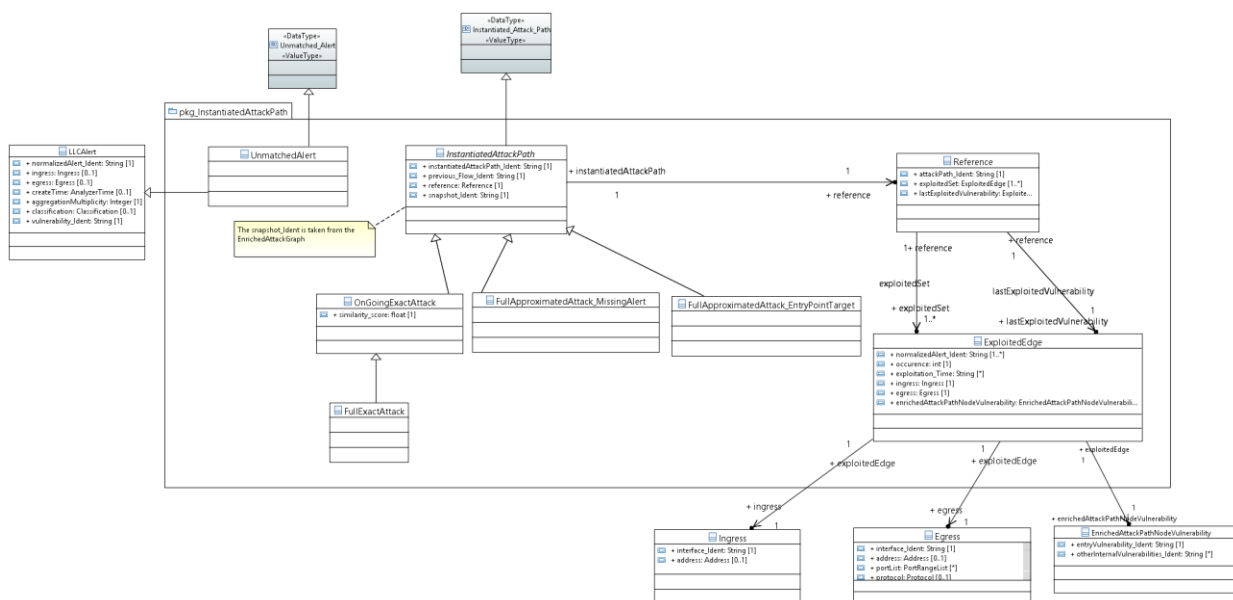 «DataType»
Unmatched_Alert
«ValueType»
«DataType»
Instantiated_Attack_Path
«ValueType»
pkg_InstantiatedAttackPath
LLCAlert
+ normalizedAlert_Ident: String [1]
+ ingress: Ingress [0..1]
+ egress: Egress [0..1]
+ createTime: AnalyzerTime [0..1]
+ aggregationMultiplicity: Integer [1]
+ classification: Classification [0..1]
+ vulnerability_Ident: String [1]
UnmatchedAlert
InstantiatedAttackPath
+ instantiatedAttackPath_Ident: String [1]
+ previous_Flow_Ident: String [1]
+ reference: Reference [1]
+ snapshot_Ident: String [1]
+ instantiatedAttackPath
1
1
+ reference
Reference
+ attackPath_Ident: String [1]
+ exploitedSet: ExploitedEdge [1..*]
+ lastExploitedVulnerability: Exploite...
The snapshot_Ident is taken from the
EnrichedAttackGraph
1+ reference
+ reference
1
exploitedSet
lastExploitedVulnerability
+ exploitedSet
1..*
1
+ lastExploitedVulnerability
OnGoingExactAttack
+ similarity_score: float [1]
FullApproximatedAttack_MissingAlert
FullApproximatedAttack_EntryPointTarget
FullExactAttack
ExploitedEdge
+ normalizedAlert_Ident: String [1..*]
+ occurence: int [1]
+ exploitation_Time: String [*]
+ ingress: Ingress [1]
+ egress: Egress [1]
+ enrichedAttackPathNodeVulnerability: EnrichedAttackPathNodeVulnerabili...
1
+ exploitedEdge
1
+ exploitedEdge
+ exploitedEdge
1
+ ingress
1
+ egress
1
1
+ enrichedAttackPathNodeVulnerability
Ingress
+ interface_Ident: String [1]
+ address: Address [0..1]
Egress
+ interface_Ident: String [1]
+ address: Address [0..1]
+ portList: PortRangeList [*]
+ protocol: Protocol [0..1]
EnrichedAttackPathNodeVulnerability
+ entryVulnerability_Ident: String [1]
+ otherInternalVulnerabilities_Ident: String [*]